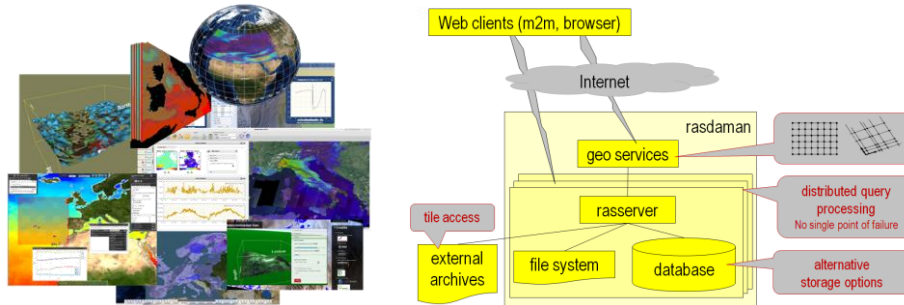 Web clients (m2m, browser)
Internet
rasdaman
geo services
distributed query
processing
No single point of failure
tile access
rasserver
external
archives
file system
database
alternative
storage options